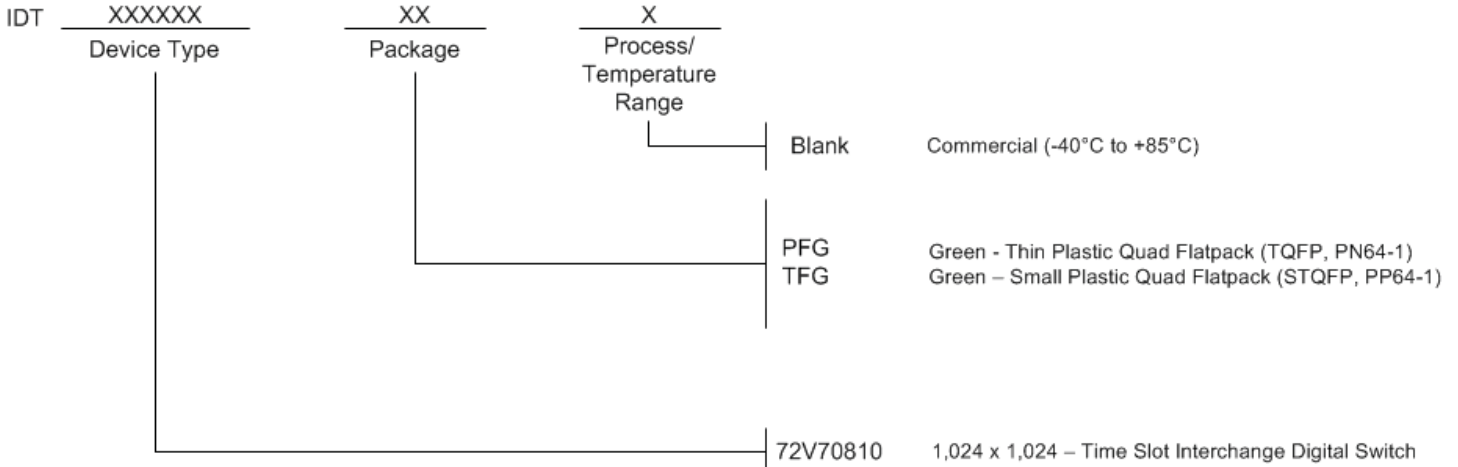 IDT XXXXXX XX X
Device Type Package Process/
Temperature
Range
Blank Commercial (-40°C to +85°C)
PFG Green - Thin Plastic Quad Flatpack (TQFP, PN64-1)
TFG Green – Small Plastic Quad Flatpack (STQFP, PP64-1)
72V70810 1,024 x 1,024 – Time Slot Interchange Digital Switch